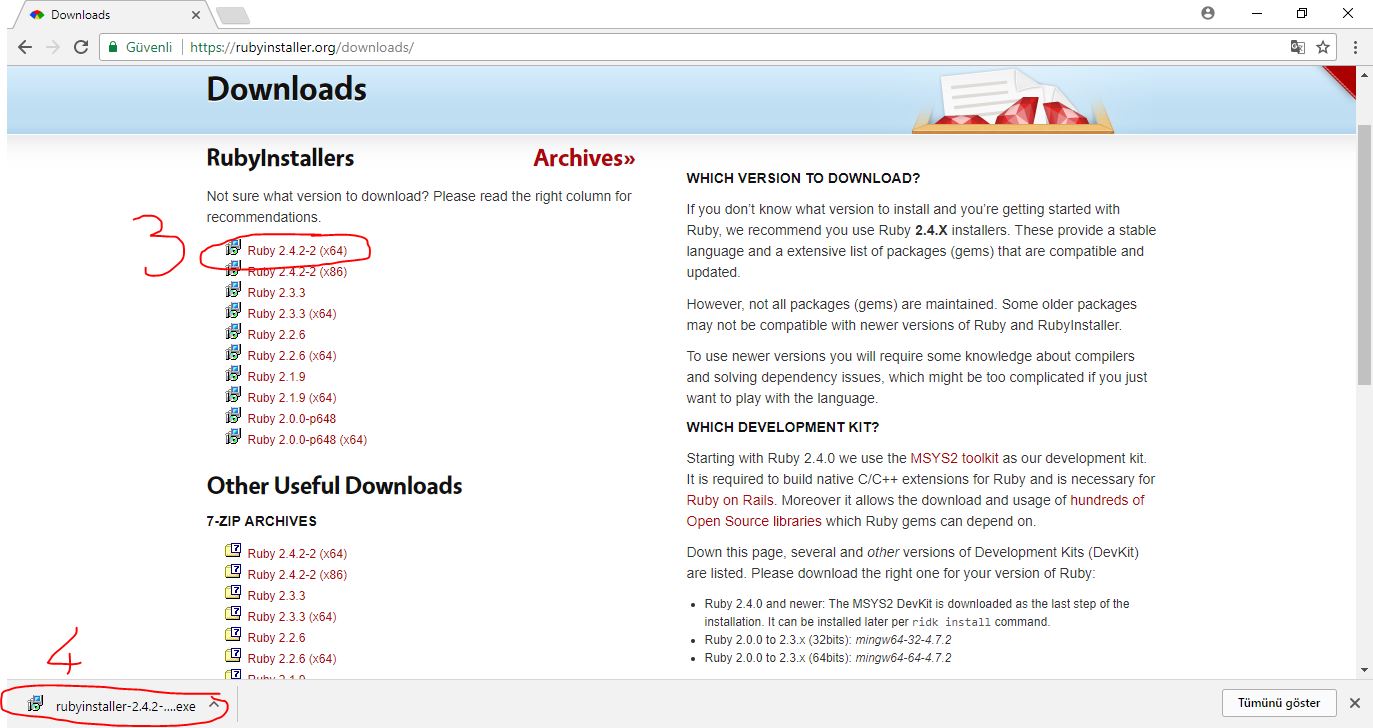 Downloads
Güvenli
https://rubyinstaller.org/downloads/
Downloads
RubyInstallers
Archives»
Not sure what version to download? Please read the right column for
recommendations.
3
Ruby 2.4.2-2 (x64)
Ruby 2.4.2-2 (x86)
Ruby 2.3.3
Ruby 2.3.3 (x64)
Ruby 2.2.6
Ruby 2.2.6 (x64)
Ruby 2.1.9
Ruby 2.1.9 (x64)
Ruby 2.0.0-p648
Ruby 2.0.0-p648 (x64)
Other Useful Downloads
7-ZIP ARCHIVES
Ruby 2.4.2-2 (x64)
Ruby 2.4.2-2 (x86)
Ruby 2.3.3
Ruby 2.3.3 (x64)
Ruby 2.2.6
Ruby 2.2.6 (x64)
Ruby 2.1.9
WHICH VERSION TO DOWNLOAD?
If you don’t know what version to install and you’re getting started with
Ruby, we recommend you use Ruby 2.4.X installers. These provide a stable
language and a extensive list of packages (gems) that are compatible and
updated.
However, not all packages (gems) are maintained. Some older packages
may not be compatible with newer versions of Ruby and RubyInstaller.
To use newer versions you will require some knowledge about compilers
and solving dependency issues, which might be too complicated if you just
want to play with the language.
WHICH DEVELOPMENT KIT?
Starting with Ruby 2.4.0 we use the MSYS2 toolkit as our development kit.
It is required to build native C/C++ extensions for Ruby and is necessary for
Ruby on Rails. Moreover it allows the download and usage of hundreds of
Open Source libraries which Ruby gems can depend on.
Down this page, several and other versions of Development Kits (DevKit)
are listed. Please download the right one for your version of Ruby:
Ruby 2.4.0 and newer: The MSYS2 DevKit is downloaded as the last step of the
installation. It can be installed later per ridk install command.
Ruby 2.0.0 to 2.3.x (32bits): mingw64-32-4.7.2
Ruby 2.0.0 to 2.3.x (64bits): mingw64-64-4.7.2
4
rubyinstaller-2.4.2-....exe
Tümünü göster